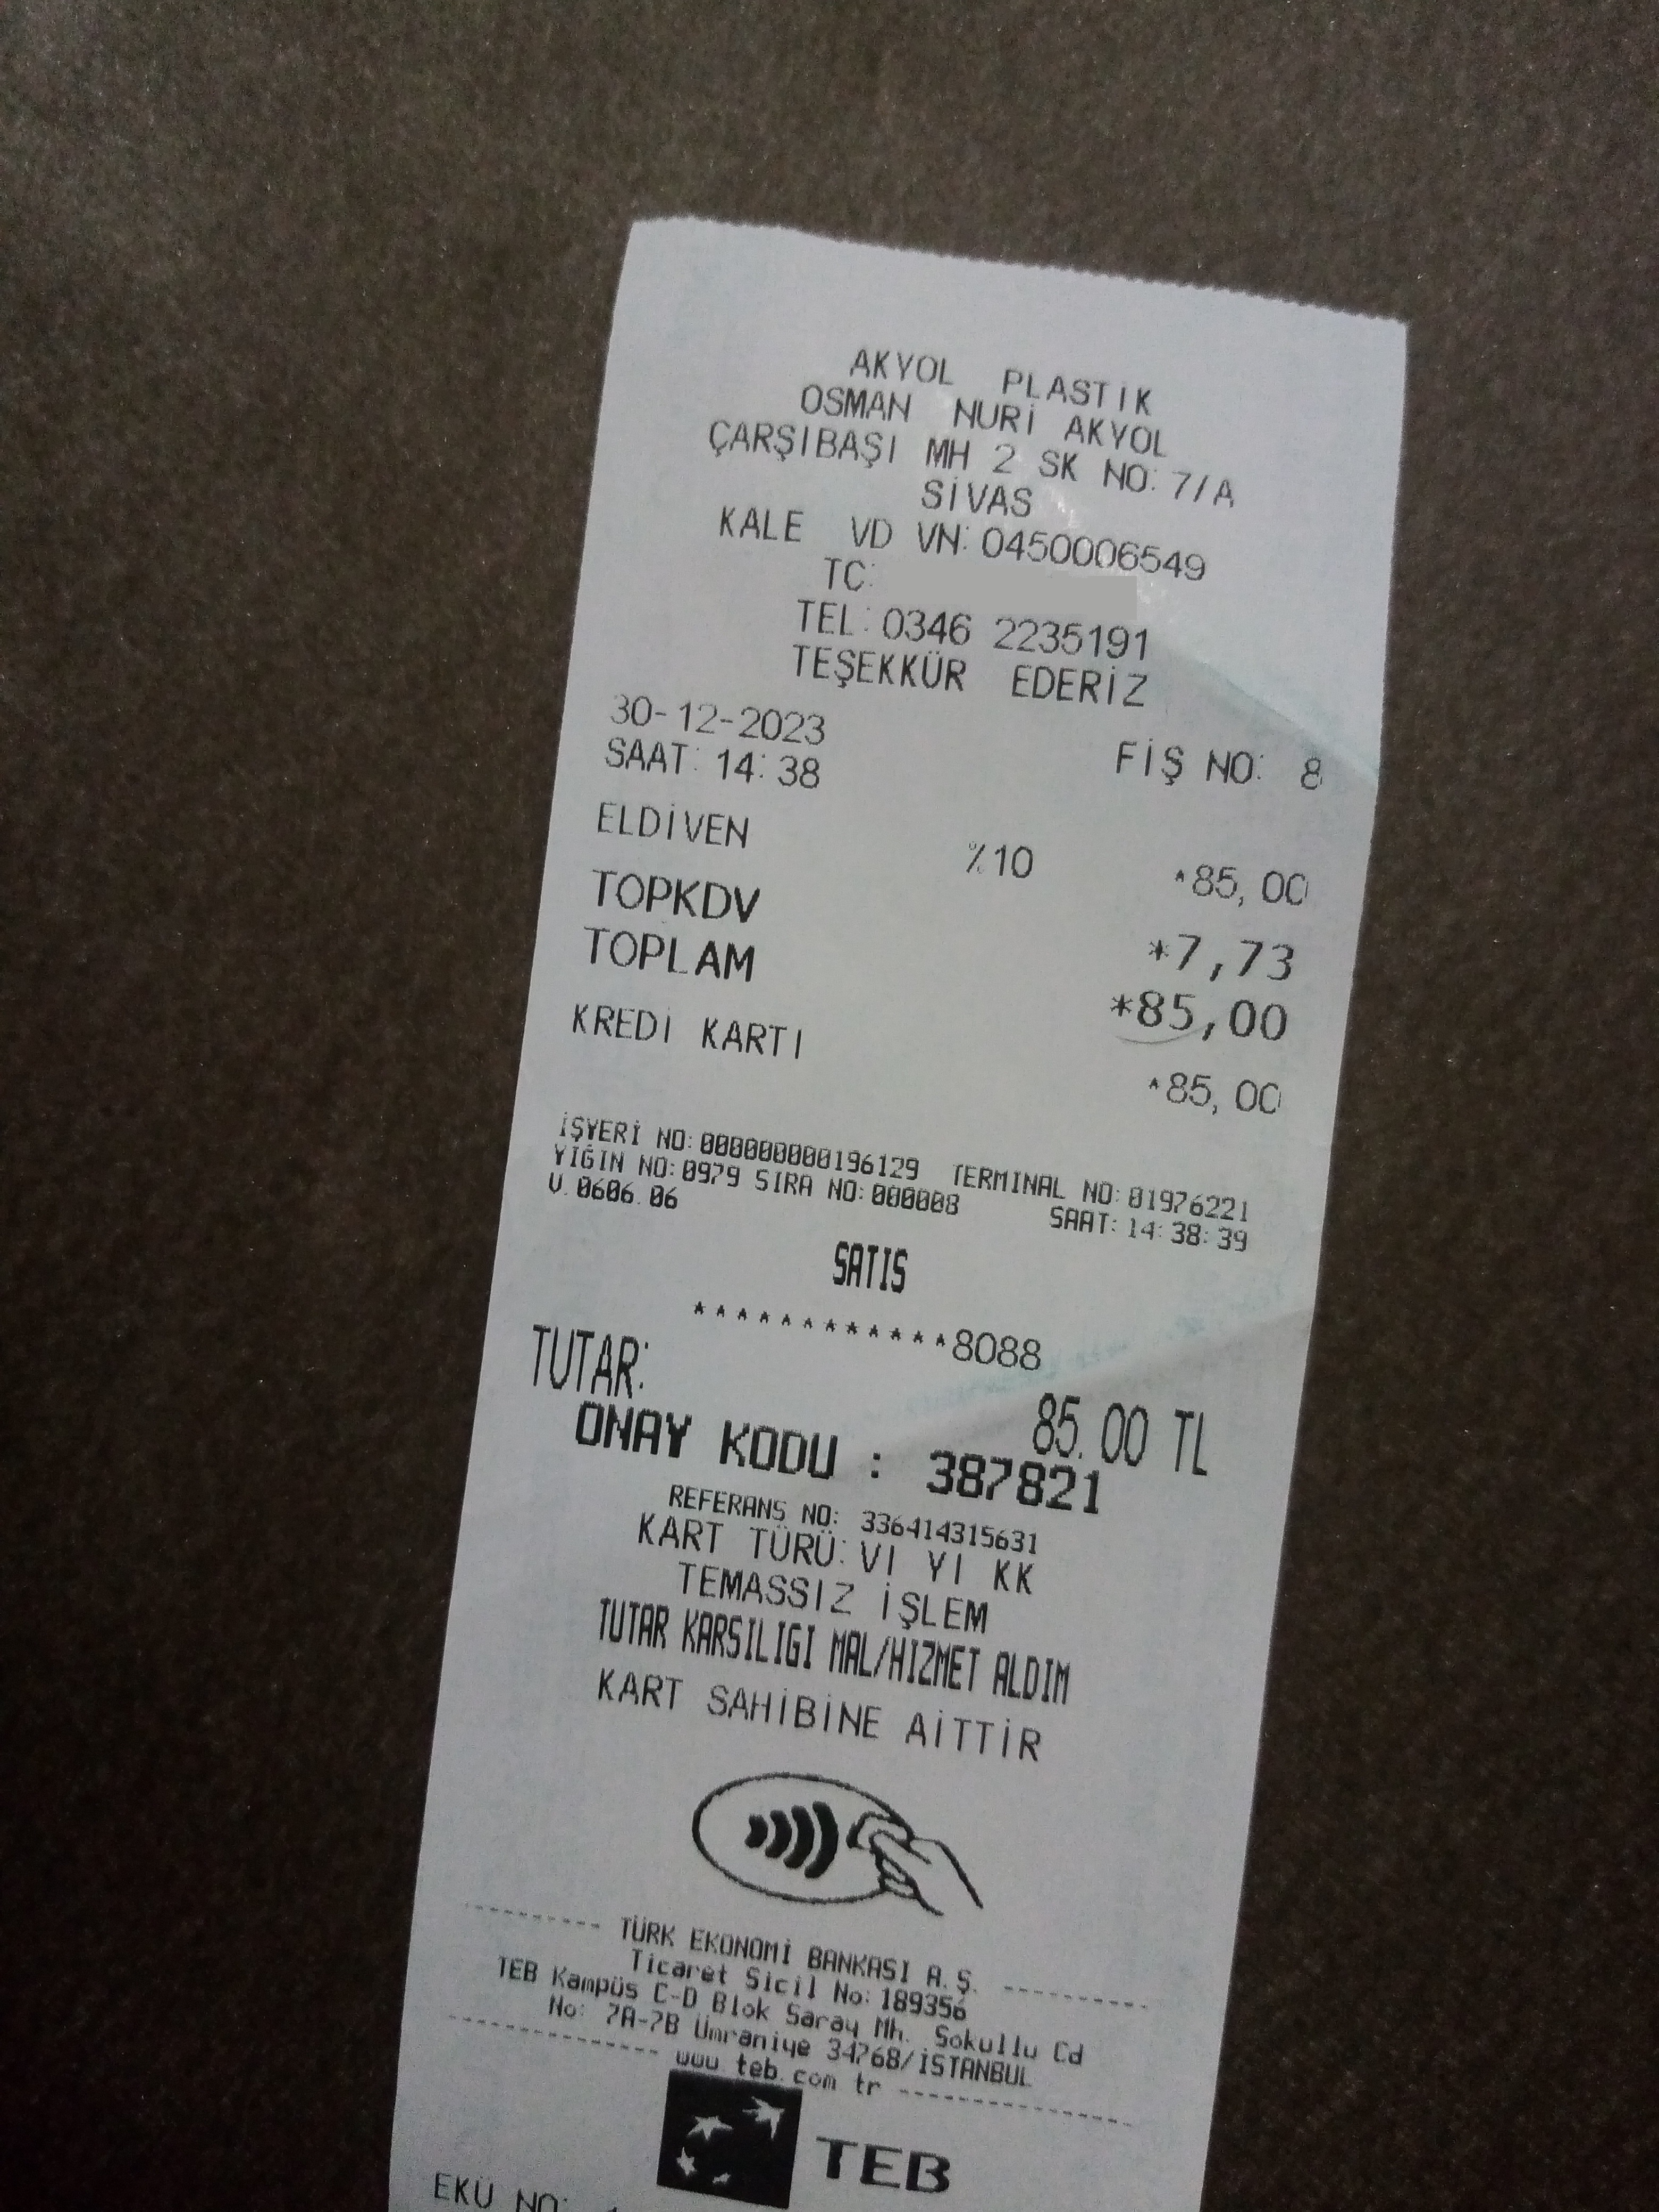 AKYOL PLASTİK
OSMAN NURİ AKYOL
ÇARŞIBAŞI MH 2 SK NO:7/A
SİVAS
KALE VD VN:0450006549
TC:
TEL:0346 2235191
TEŞEKKÜR EDERİZ
30-12-2023
SAAT:14:38 FİŞ NO: 8
ELDİVEN %10 *85,00
TOPKDV *7,73
TOPLAM *85,00
KREDİ KARTI *85,00
İŞYERİ NO:000000000196129 TERMINAL NO:01976221
YIĞIN NO:0979 SIRA NO:000008 SAAT:14:38:39
V.0606.06
SATIS
************8088
TUTAR: 85.00 TL
ONAY KODU : 387821
REFERANS NO: 336414315631
KART TÜRÜ:VI YI KK
TEMASSIZ İŞLEM
TUTAR KARSILIGI MAL/HIZMET ALDIM
KART SAHİBİNE AİTTİR
--------- TÜRK EKONOMİ BANKASI A.Ş. ----------
Ticaret Sicil No:189356
TEB Kampüs C-D Blok Saray Mh. Sokullu Cd
No: 7A-7B Ümraniye 34768/İSTANBUL
-------------- www.teb.com tr ----------------
TEB
EKÜ NO: